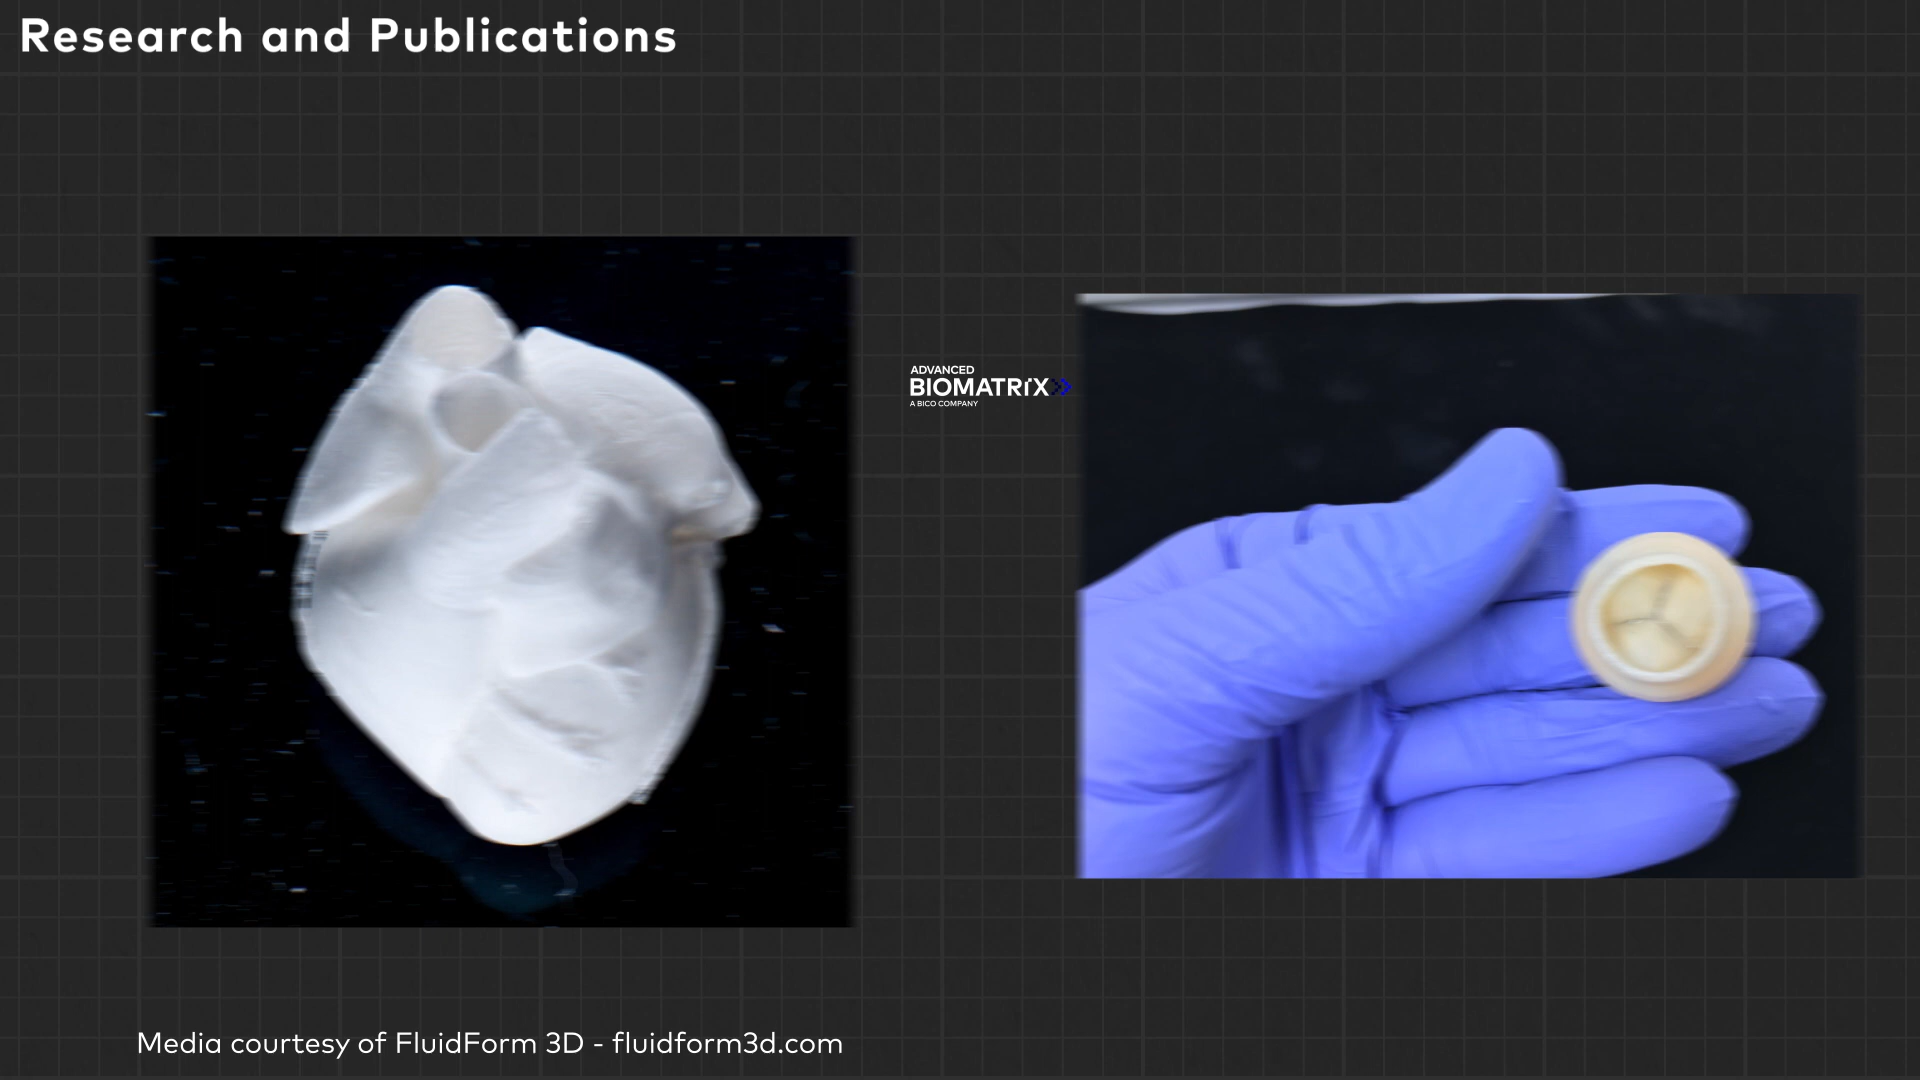 Research and Publications
ADVANCED
BIOMATRIX
A BICO COMPANY
Media courtesy of FluidForm 3D - fluidform3d.com